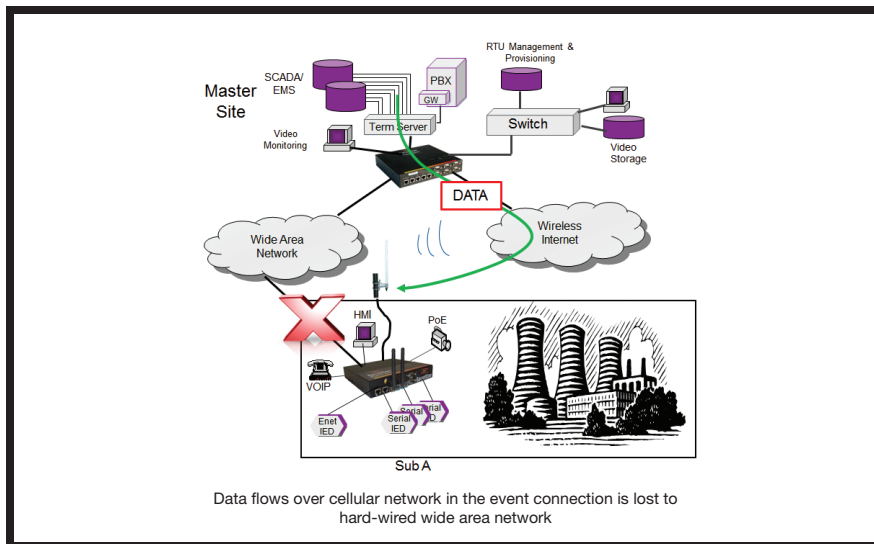 RTU Management &
Provisioning
SCADA/
EMS
PBX
GW
Master
Site
Term Server
Switch
Video
Monitoring
Video
Storage
DATA
Wide Area
Network
Wireless
Internet
X
HMI
PoE
VOIP
Enet
IED
Serial
IED
Serial
IED
Sub A
Data flows over cellular network in the event connection is lost to
hard-wired wide area network